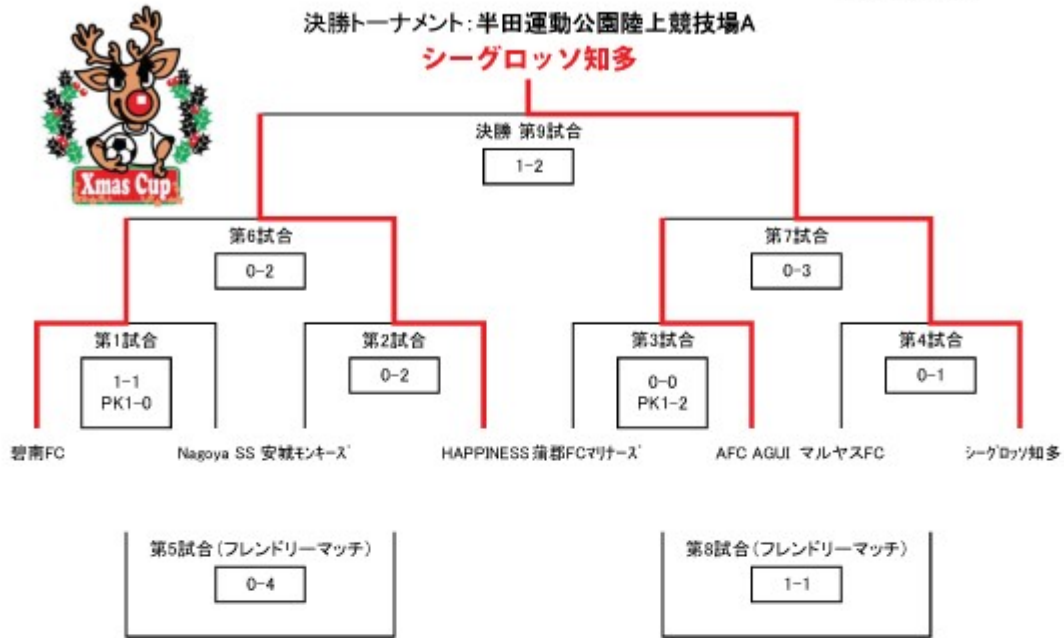 決勝トーナメント：半田運動公園陸上競技場A
シーグロッソ知多
Xmas Cup
決勝 第9試合
1-2
第6試合
0-2
第7試合
0-3
第1試合
1-1
PK1-0
第2試合
0-2
第3試合
0-0
PK1-2
第4試合
0-1
碧南FC
Nagoya SS
安城モンキーズ
HAPPINESS
蒲郡FCマリナーズ
AFC AGUI
マルヤスFC
シーグロッソ知多
第5試合(フレンドリーマッチ)
0-4
第8試合(フレンドリーマッチ)
1-1